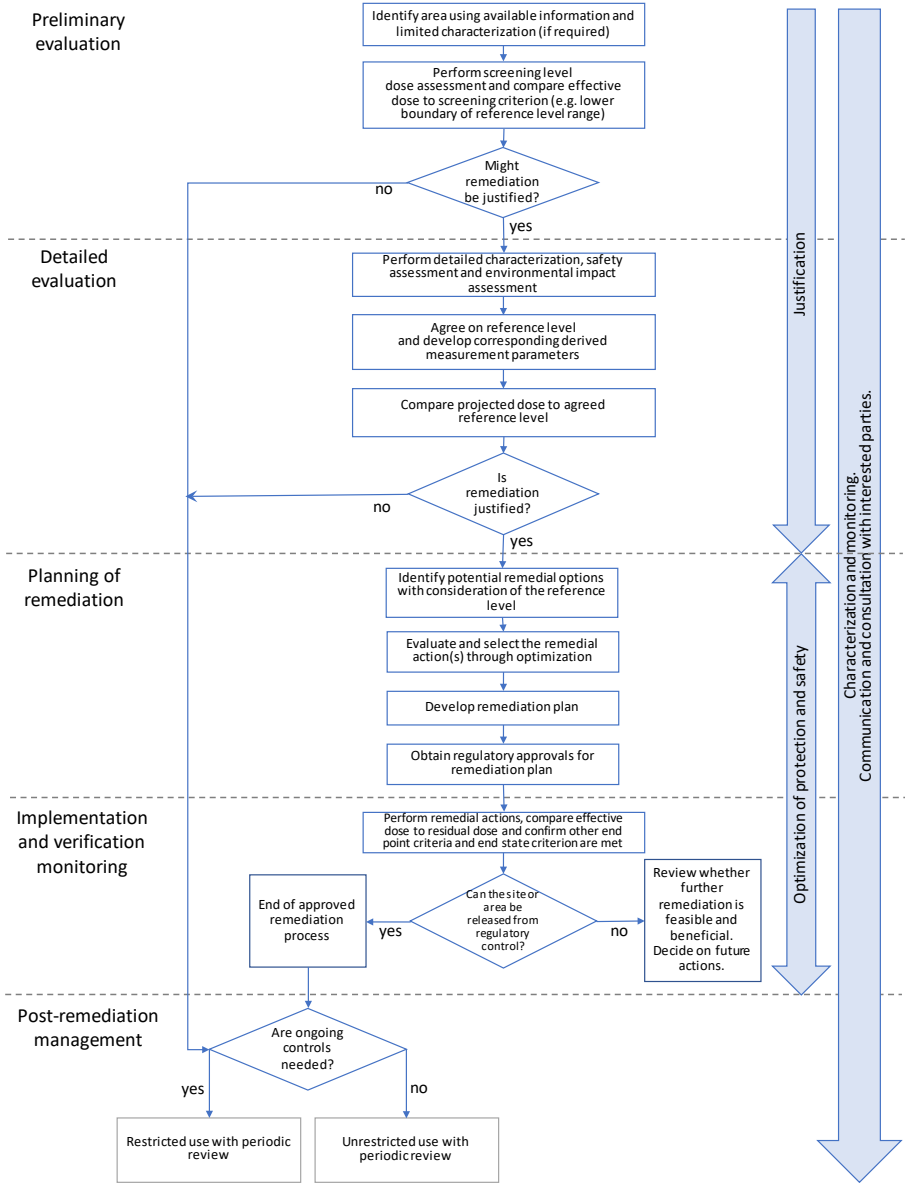 Preliminary
evaluation
Identify area using available information and
limited characterization (if required)
Perform screening level
dose assessment and compare effective
dose to screening criterion (e.g. lower
boundary of reference level range)
Might
remediation
be justified?
no
yes
Detailed
evaluation
Perform detailed characterization, safety
assessment and environmental impact
assessment
Agree on reference level
and develop corresponding derived
measurement parameters
Compare projected dose to agreed
reference level
Is
remediation
justified?
no
yes
Justification
Planning of
remediation
Identify potential remedial options
with consideration of the reference
level
Evaluate and select the remedial
action(s) through optimization
Develop remediation plan
Obtain regulatory approvals for
remediation plan
Implementation
and verification
monitoring
Perform remedial actions, compare effective
dose to residual dose and confirm other end
point criteria and end state criterion are met
Can the site or
area be
released from
regulatory
control?
yes
no
End of approved
remediation
process
Review whether
further
remediation is
feasible and
beneficial.
Decide on future
actions.
Optimization of protection and safety
Characterization and monitoring.
Communication and consultation with interested parties.
Post-remediation
management
Are ongoing
controls
needed?
yes
no
Restricted use with periodic
review
Unrestricted use with
periodic review